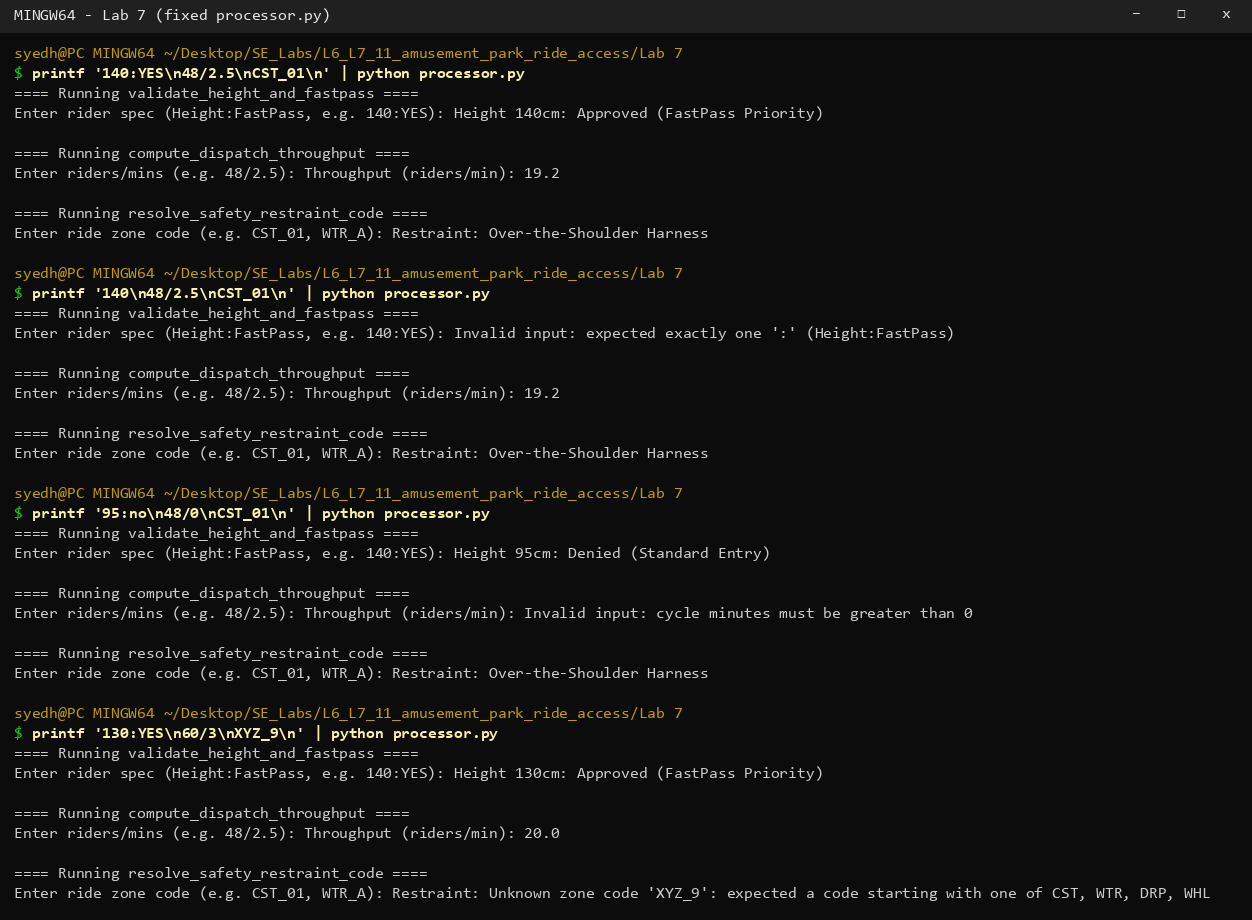 MINGW64 - Lab 7 (fixed processor.py)
syedh@PC MINGW64 ~/Desktop/SE_Labs/L6_L7_11_amusement_park_ride_access/Lab 7
$ printf '140:YES\n48/2.5\nCST_01\n' | python processor.py
==== Running validate_height_and_fastpass ====
Enter rider spec (Height:FastPass, e.g. 140:YES): Height 140cm: Approved (FastPass Priority)
==== Running compute_dispatch_throughput ====
Enter riders/mins (e.g. 48/2.5): Throughput (riders/min): 19.2
==== Running resolve_safety_restraint_code ====
Enter ride zone code (e.g. CST_01, WTR_A): Restraint: Over-the-Shoulder Harness
syedh@PC MINGW64 ~/Desktop/SE_Labs/L6_L7_11_amusement_park_ride_access/Lab 7
$ printf '140\n48/2.5\nCST_01\n' | python processor.py
==== Running validate_height_and_fastpass ====
Enter rider spec (Height:FastPass, e.g. 140:YES): Invalid input: expected exactly one ':' (Height:FastPass)
==== Running compute_dispatch_throughput ====
Enter riders/mins (e.g. 48/2.5): Throughput (riders/min): 19.2
==== Running resolve_safety_restraint_code ====
Enter ride zone code (e.g. CST_01, WTR_A): Restraint: Over-the-Shoulder Harness
syedh@PC MINGW64 ~/Desktop/SE_Labs/L6_L7_11_amusement_park_ride_access/Lab 7
$ printf '95:no\n48/0\nCST_01\n' | python processor.py
==== Running validate_height_and_fastpass ====
Enter rider spec (Height:FastPass, e.g. 140:YES): Height 95cm: Denied (Standard Entry)
==== Running compute_dispatch_throughput ====
Enter riders/mins (e.g. 48/2.5): Throughput (riders/min): Invalid input: cycle minutes must be greater than 0
==== Running resolve_safety_restraint_code ====
Enter ride zone code (e.g. CST_01, WTR_A): Restraint: Over-the-Shoulder Harness
syedh@PC MINGW64 ~/Desktop/SE_Labs/L6_L7_11_amusement_park_ride_access/Lab 7
$ printf '130:YES\n60/3\nXYZ_9\n' | python processor.py
==== Running validate_height_and_fastpass ====
Enter rider spec (Height:FastPass, e.g. 140:YES): Height 130cm: Approved (FastPass Priority)
==== Running compute_dispatch_throughput ====
Enter riders/mins (e.g. 48/2.5): Throughput (riders/min): 20.0
==== Running resolve_safety_restraint_code ====
Enter ride zone code (e.g. CST_01, WTR_A): Restraint: Unknown zone code 'XYZ_9': expected a code starting with one of CST, WTR, DRP, WHL